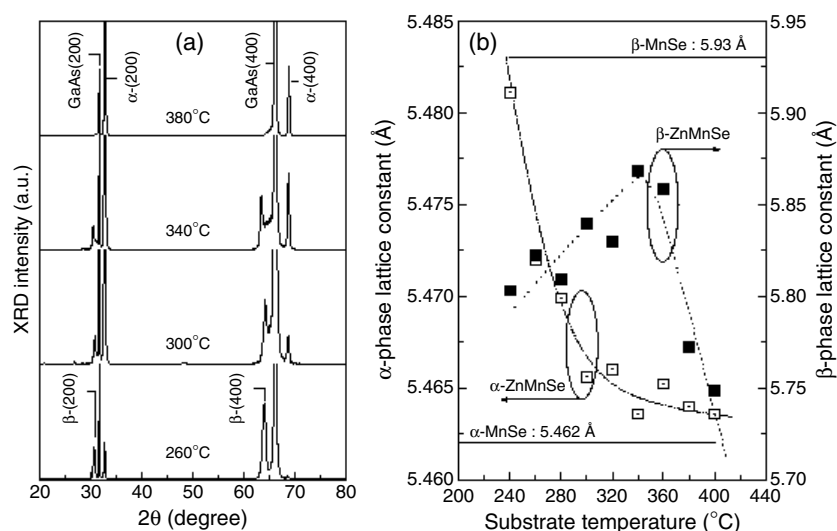 (a)
GaAs(200)
α-(200)
GaAs(400)
α-(400)
380°C
340°C
300°C
β-(200)
β-(400)
260°C
XRD intensity (a.u.)
20 30 40 50 60 70 80
2θ (degree)
(b)
5.485
5.480
5.475
5.470
5.465
5.460
α-phase lattice constant (Å)
β-MnSe : 5.93 Å
β-ZnMnSe
α-ZnMnSe
α-MnSe : 5.462 Å
5.95
5.90
5.85
5.80
5.75
5.70
β-phase lattice constant (Å)
200 240 280 320 360 400 440
Substrate temperature (°C)